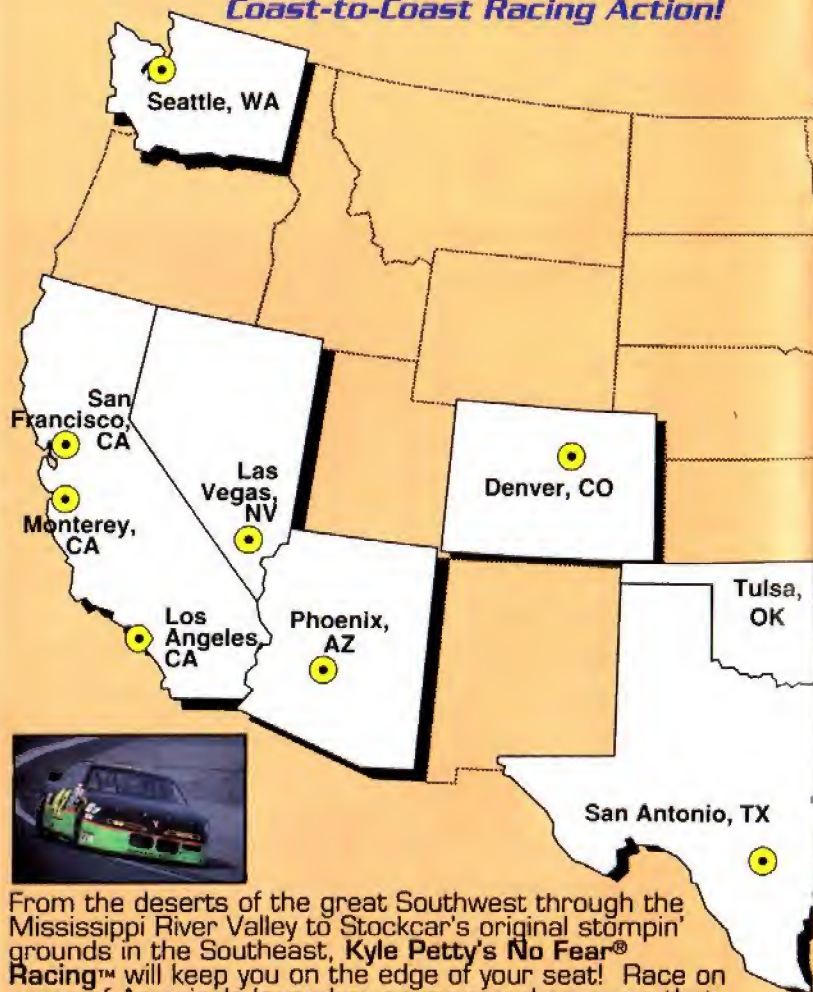 Coast-to-Coast Racing Action!
Seattle, WA
San
Francisco,
CA
Monterey,
CA
Las
Vegas,
NV
Los
Angeles,
CA
Phoenix,
AZ
Denver, CO
Tulsa,
OK
San Antonio, TX
From the deserts of the great Southwest through the
Mississippi River Valley to Stockcar's original stompin'
grounds in the Southeast, Kyle Petty's No Fear®
Racing™ will keep you on the edge of your seat! Race on